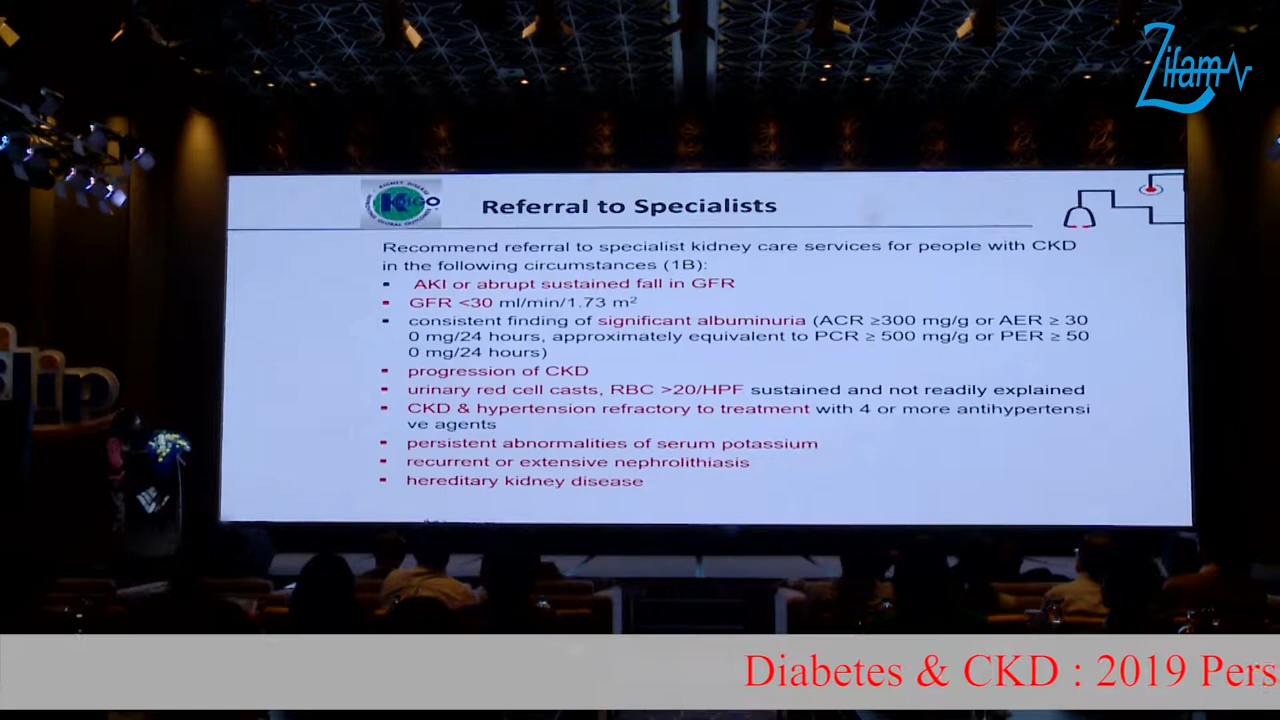 Zifam
KDIGO
Referral to Specialists
Recommend referral to specialist kidney care services for people with CKD
in the following circumstances (1B):
▪ AKI or abrupt sustained fall in GFR
▪ GFR <30 ml/min/1.73 m²
▪ consistent finding of significant albuminuria (ACR ≥300 mg/g or AER ≥ 30
0 mg/24 hours, approximately equivalent to PCR ≥ 500 mg/g or PER ≥ 50
0 mg/24 hours)
▪ progression of CKD
▪ urinary red cell casts, RBC >20/HPF sustained and not readily explained
▪ CKD & hypertension refractory to treatment with 4 or more antihypertensi
ve agents
▪ persistent abnormalities of serum potassium
▪ recurrent or extensive nephrolithiasis
▪ hereditary kidney disease
Diabetes & CKD : 2019 Pers